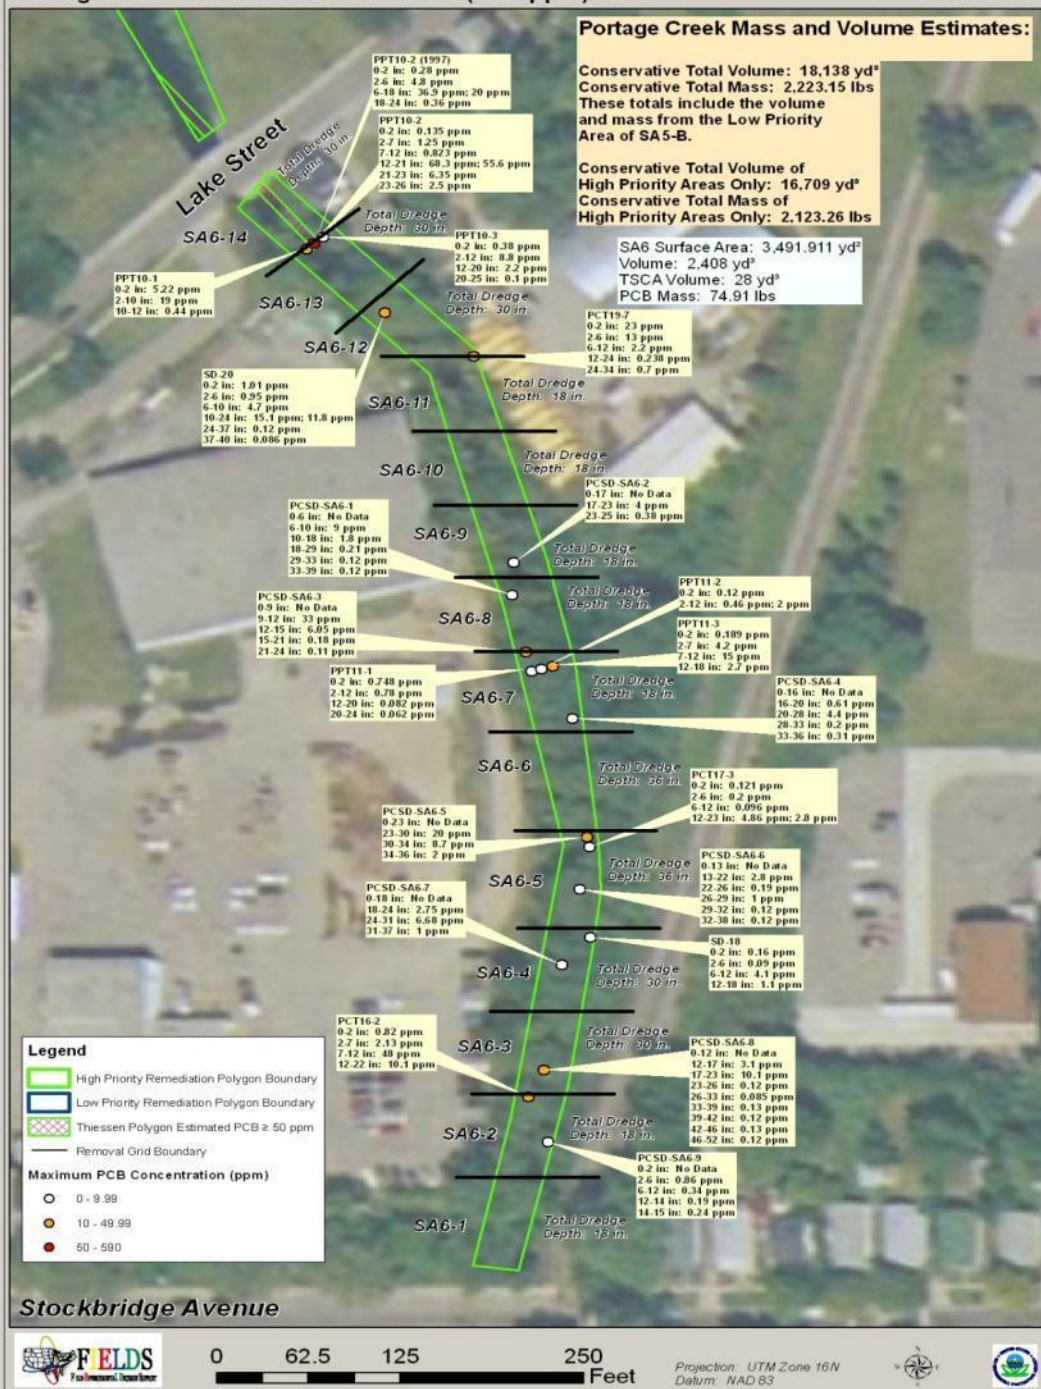 Portage Creek Mass and Volume Estimates:
Conservative Total Volume: 18,138 yd³
Conservative Total Mass: 2,223.15 lbs
These totals include the volume
and mass from the Low Priority
Area of SA5-B.
Conservative Total Volume of
High Priority Areas Only: 16,709 yd³
Conservative Total Mass of
High Priority Areas Only: 2,123.26 lbs
SA6 Surface Area: 3,491.911 yd²
Volume: 2,408 yd³
TSCA Volume: 28 yd³
PCB Mass: 74.91 lbs
PPT10-2 (1997)
0-2 in: 0.28 ppm
2-6 in: 4.8 ppm
6-18 in: 36.9 ppm; 20 ppm
18-24 in: 0.36 ppm
PPT10-2
0-2 in: 0.135 ppm
2-7 in: 1.25 ppm
7-12 in: 0.823 ppm
12-21 in: 68.3 ppm; 55.6 ppm
21-23 in: 6.35 ppm
23-26 in: 2.5 ppm
Lake Street
Total Dredge
Depth: 30 in.
SA6-14
Total Dredge
Depth: 30 in.
PPT10-3
0-2 in: 0.38 ppm
2-12 in: 8.8 ppm
12-20 in: 2.2 ppm
20-25 in: 0.1 ppm
PPT10-1
0-2 in: 5.22 ppm
2-10 in: 19 ppm
10-12 in: 0.44 ppm
SA6-13
Total Dredge
Depth: 30 in.
SA6-12
PCT19-7
0-2 in: 23 ppm
2-6 in: 13 ppm
6-12 in: 2.2 ppm
12-24 in: 0.238 ppm
24-34 in: 0.7 ppm
SD-20
0-2 in: 1.01 ppm
2-6 in: 0.95 ppm
6-10 in: 4.7 ppm
10-24 in: 15.1 ppm; 11.8 ppm
24-37 in: 0.12 ppm
37-40 in: 0.086 ppm
SA6-11
Total Dredge
Depth: 18 in.
SA6-10
Total Dredge
Depth: 18 in.
PCSD-SA6-2
0-17 in: No Data
17-23 in: 4 ppm
23-25 in: 0.38 ppm
PCSD-SA6-1
0-6 in: No Data
6-10 in: 9 ppm
10-18 in: 1.8 ppm
18-29 in: 0.21 ppm
29-33 in: 0.12 ppm
33-39 in: 0.12 ppm
SA6-9
Total Dredge
Depth: 18 in.
PCSD-SA6-3
0-9 in: No Data
9-12 in: 33 ppm
12-15 in: 6.05 ppm
15-21 in: 0.18 ppm
21-24 in: 0.11 ppm
SA6-8
Total Dredge
Depth: 18 in.
PPT11-2
0-2 in: 0.12 ppm
2-12 in: 0.46 ppm; 2 ppm
PPT11-3
0-2 in: 0.189 ppm
2-7 in: 4.2 ppm
7-12 in: 15 ppm
12-18 in: 2.7 ppm
PPT11-1
0-2 in: 0.748 ppm
2-12 in: 0.78 ppm
12-20 in: 0.082 ppm
20-24 in: 0.062 ppm
SA6-7
Total Dredge
Depth: 18 in.
PCSD-SA6-4
0-16 in: No Data
16-20 in: 0.61 ppm
20-28 in: 4.4 ppm
28-33 in: 0.2 ppm
33-36 in: 0.31 ppm
SA6-6
Total Dredge
Depth: 36 in.
PCT17-3
0-2 in: 0.121 ppm
2-6 in: 0.2 ppm
6-12 in: 0.096 ppm
12-23 in: 4.86 ppm; 2.8 ppm
PCSD-SA6-5
0-23 in: No Data
23-30 in: 20 ppm
30-34 in: 8.7 ppm
34-36 in: 2 ppm
SA6-5
Total Dredge
Depth: 36 in.
PCSD-SA6-6
0-13 in: No Data
13-22 in: 2.8 ppm
22-26 in: 0.19 ppm
26-29 in: 1 ppm
29-32 in: 0.12 ppm
32-38 in: 0.12 ppm
PCSD-SA6-7
0-18 in: No Data
18-24 in: 2.75 ppm
24-31 in: 6.68 ppm
31-37 in: 1 ppm
SD-18
0-2 in: 0.16 ppm
2-6 in: 0.09 ppm
6-12 in: 4.1 ppm
12-18 in: 1.1 ppm
SA6-4
Total Dredge
Depth: 30 in.
PCT16-2
0-2 in: 0.82 ppm
2-7 in: 2.13 ppm
7-12 in: 48 ppm
12-22 in: 10.1 ppm
SA6-3
Total Dredge
Depth: 30 in.
PCSD-SA6-8
0-12 in: No Data
12-17 in: 3.1 ppm
17-23 in: 10.1 ppm
23-26 in: 0.12 ppm
26-33 in: 0.085 ppm
33-39 in: 0.13 ppm
39-42 in: 0.12 ppm
42-46 in: 0.13 ppm
46-52 in: 0.12 ppm
SA6-2
Total Dredge
Depth: 18 in.
PCSD-SA6-9
0-2 in: No Data
2-6 in: 0.86 ppm
6-12 in: 0.34 ppm
12-14 in: 0.19 ppm
14-15 in: 0.24 ppm
SA6-1
Total Dredge
Depth: 18 in.
Legend
High Priority Remediation Polygon Boundary
Low Priority Remediation Polygon Boundary
Thiessen Polygon Estimated PCB ≥ 50 ppm
Removal Grid Boundary
Maximum PCB Concentration (ppm)
0 - 9.99
10 - 49.99
50 - 590
Stockbridge Avenue
FIELDS
0 62.5 125 250
Feet
Projection: UTM Zone 16N
Datum: NAD 83